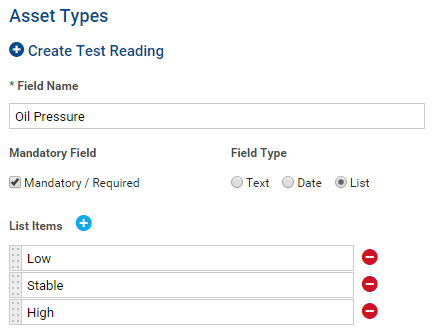 Asset Types
Create Test Reading
* Field Name
Oil Pressure
Mandatory Field Field Type
Mandatory / Required Text Date List
List Items
Low
Stable
High